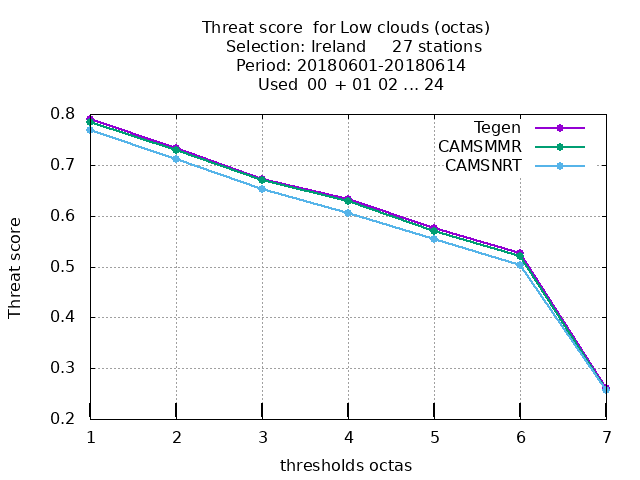 Threat score  for Low clouds (octas)
Selection: Ireland     27 stations
Period: 20180601-20180614
Used  00 + 01 02 ... 24
Tegen
CAMSMMR
CAMSNRT
0.8
0.7
0.6
0.5
0.4
0.3
0.2
Threat score
1 2 3 4 5 6 7
thresholds octas